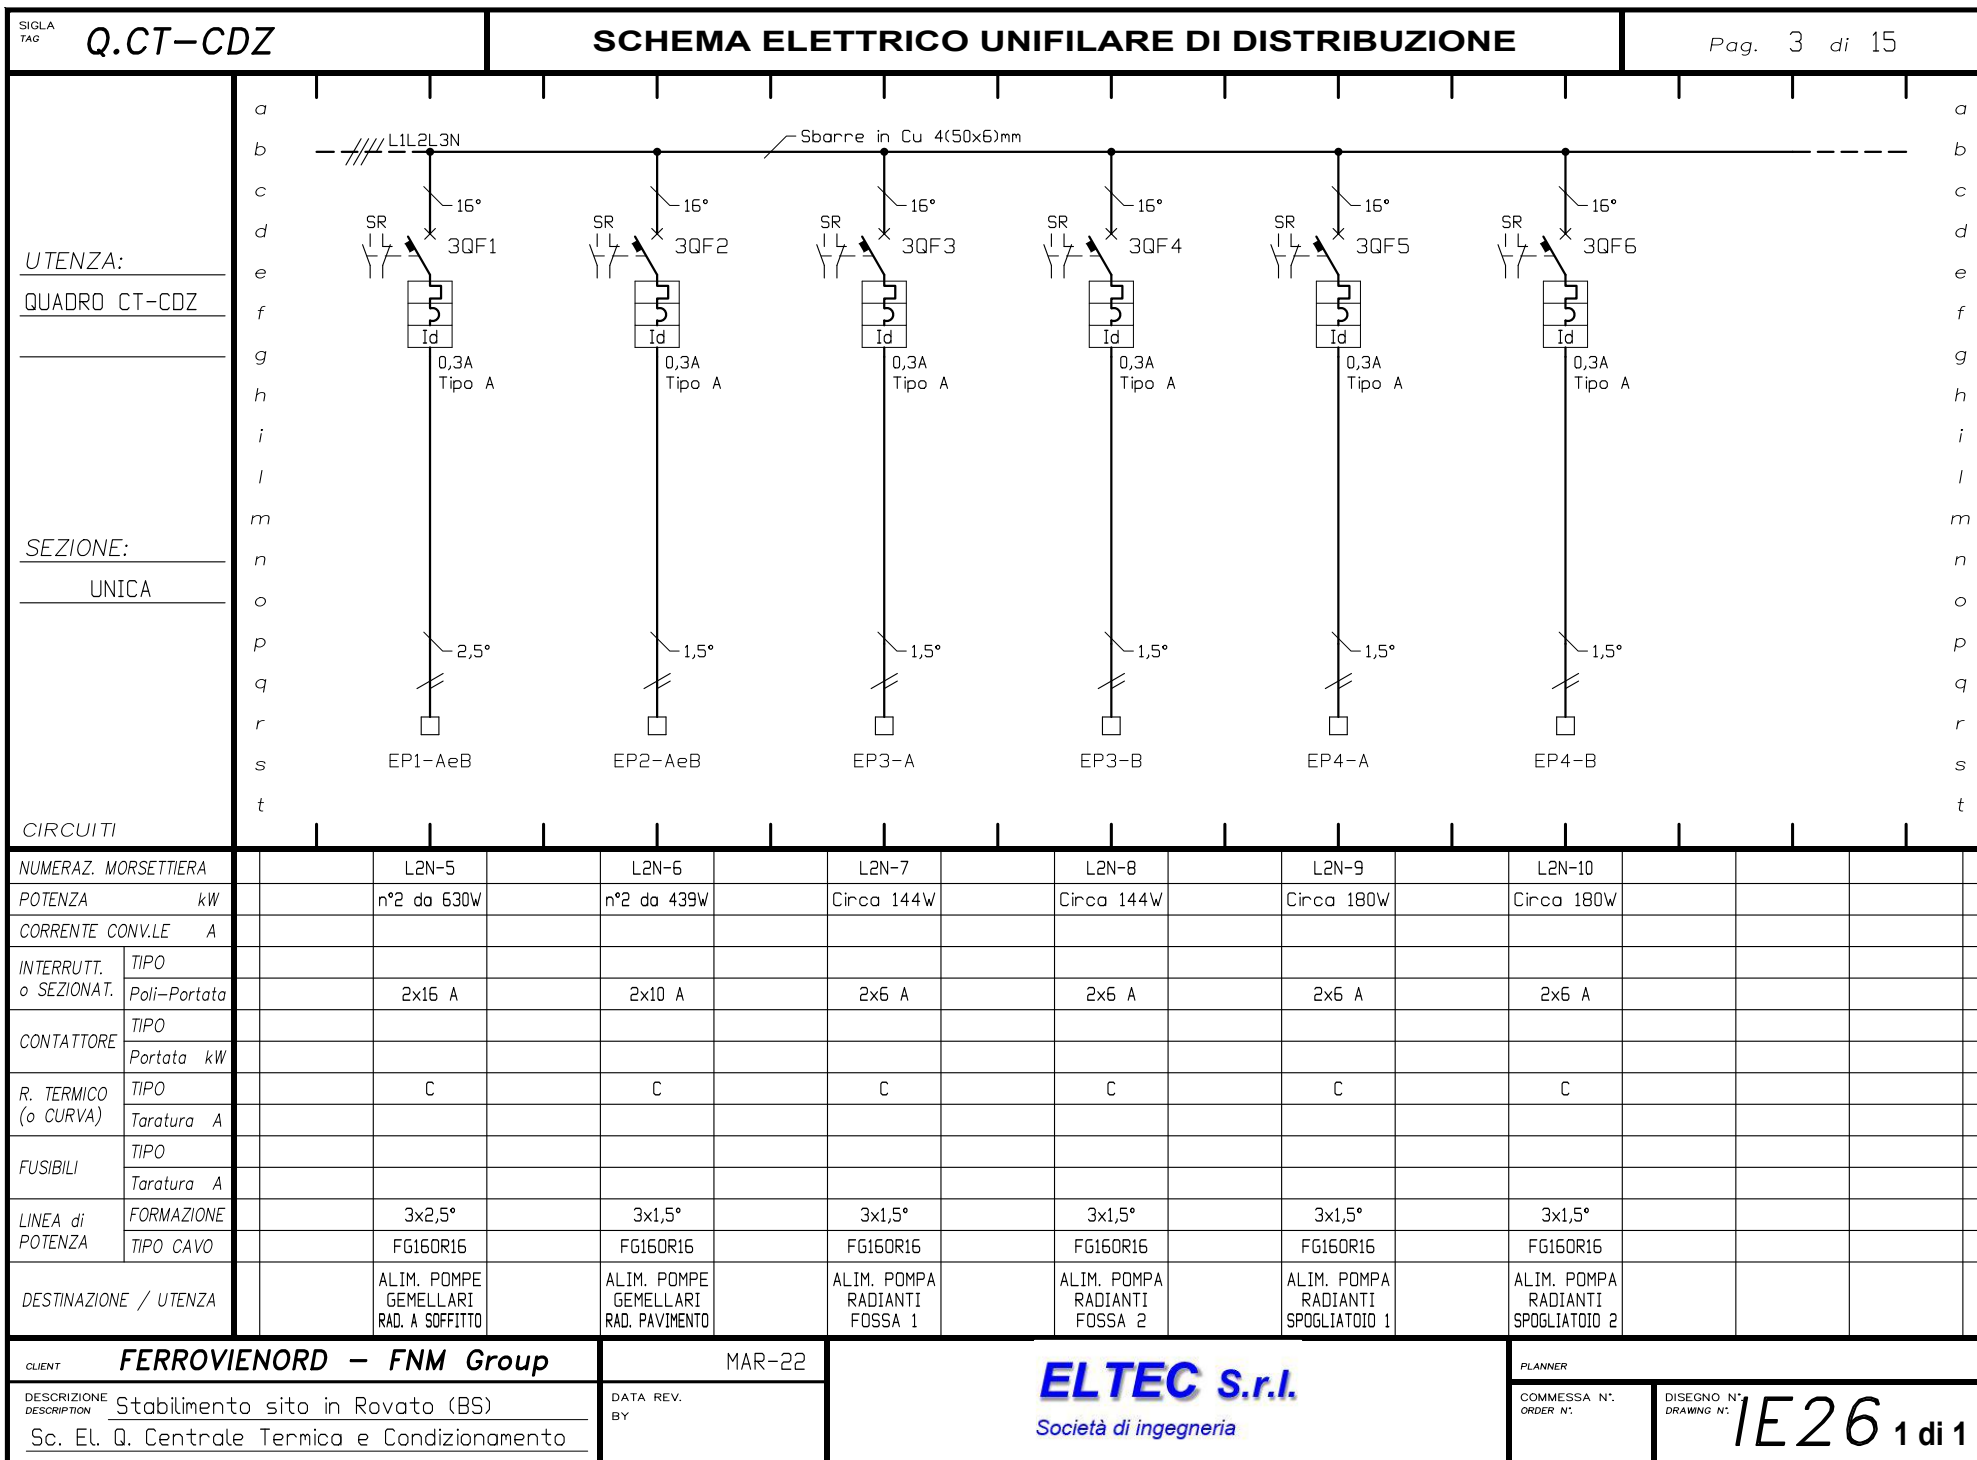 SIGLA
TAG
Q.CT-CDZ
SCHEMA ELETTRICO UNIFILARE DI DISTRIBUZIONE
Pag. 3 di 15
a a
b L1L2L3N Sbarre in Cu 4(50x6)mm b
c 16° 16° 16° 16° 16° 16° c
SR SR SR SR SR SR
d 3QF1 3QF2 3QF3 3QF4 3QF5 3QF6 d
UTENZA:
e e
QUADRO CT-CDZ
f f
Id Id Id Id Id Id
g 0,3A 0,3A 0,3A 0,3A 0,3A 0,3A g
Tipo A Tipo A Tipo A Tipo A Tipo A Tipo A
h h
i i
l l
m m
SEZIONE:
n n
UNICA
o o
p 2,5° 1,5° 1,5° 1,5° 1,5° 1,5° p
q q
r r
s EP1-AeB EP2-AeB EP3-A EP3-B EP4-A EP4-B s
t t
CIRCUITI
NUMERAZ. MORSETTIERA L2N-5 L2N-6 L2N-7 L2N-8 L2N-9 L2N-10
POTENZA kW n°2 da 630W n°2 da 439W Circa 144W Circa 144W Circa 180W Circa 180W
CORRENTE CONV.LE A
INTERRUTT.
o SEZIONAT.
TIPO
Poli-Portata 2x16 A 2x10 A 2x6 A 2x6 A 2x6 A 2x6 A
CONTATTORE
TIPO
Portata kW
R. TERMICO
(o CURVA)
TIPO C C C C C C
Taratura A
FUSIBILI
TIPO
Taratura A
LINEA di
POTENZA
FORMAZIONE 3x2,5° 3x1,5° 3x1,5° 3x1,5° 3x1,5° 3x1,5°
TIPO CAVO FG16OR16 FG16OR16 FG16OR16 FG16OR16 FG16OR16 FG16OR16
DESTINAZIONE / UTENZA
ALIM. POMPE
GEMELLARI
RAD. A SOFFITTO
ALIM. POMPE
GEMELLARI
RAD. PAVIMENTO
ALIM. POMPA
RADIANTI
FOSSA 1
ALIM. POMPA
RADIANTI
FOSSA 2
ALIM. POMPA
RADIANTI
SPOGLIATOIO 1
ALIM. POMPA
RADIANTI
SPOGLIATOIO 2
CLIENT FERROVIENORD - FNM Group
MAR-22
DESCRIZIONE
DESCRIPTION
Stabilimento sito in Rovato (BS)
Sc. El. Q. Centrale Termica e Condizionamento
DATA REV.
BY
ELTEC S.r.l.
Società di ingegneria
PLANNER
COMMESSA N°.
ORDER N°.
DISEGNO N°.
DRAWING N°.
IE26 1 di 1